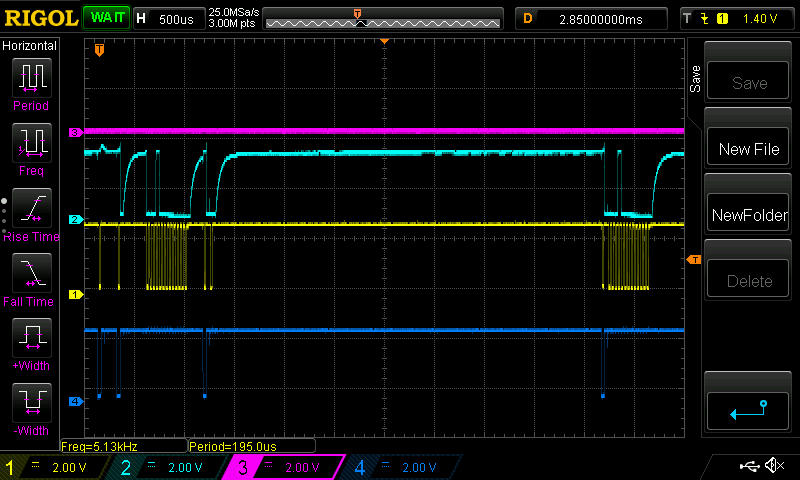 RIGOL WAIT H 500us 25.0MSa/s D 2.85000000ms T 1 1.40 V
3.00M pts
T
Horizontal
Period
Freq
Rise Time
Fall Time
+Width
-Width
T
3
2
1
4
T
Freq=5.13kHz Period=195.0us
1 2.00 V 2 2.00 V 3 2.00 V 4 2.00 V
Save
Save
New File
NewFolder
Delete